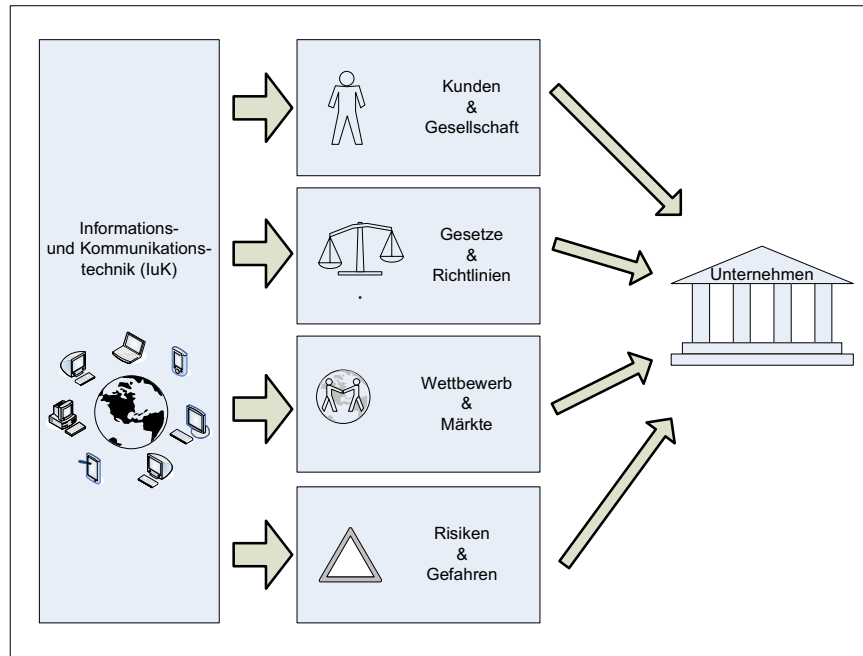 Informations-
und Kommunikations-
technik (IuK)
Kunden
&
Gesellschaft
Gesetze
&
Richtlinien
Wettbewerb
&
Märkte
Risiken
&
Gefahren
Unternehmen